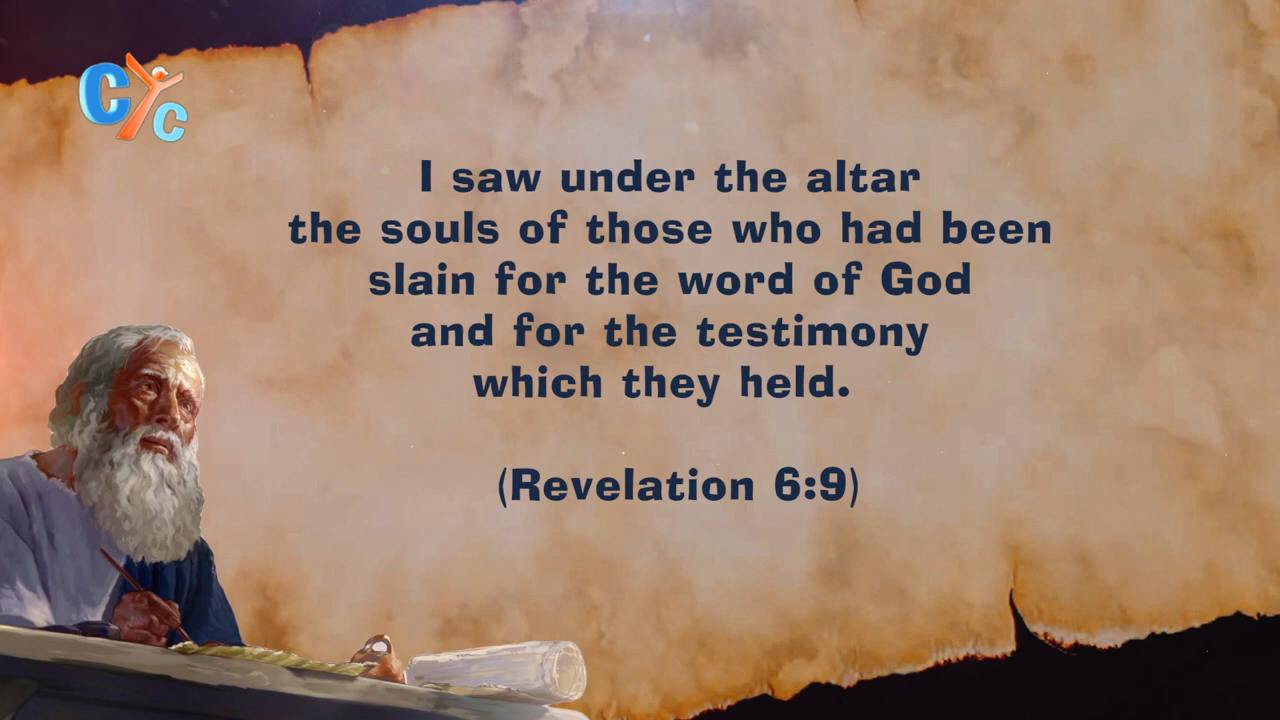 CYC
I saw under the altar
the souls of those who had been
slain for the word of God
and for the testimony
which they held.
(Revelation 6:9)